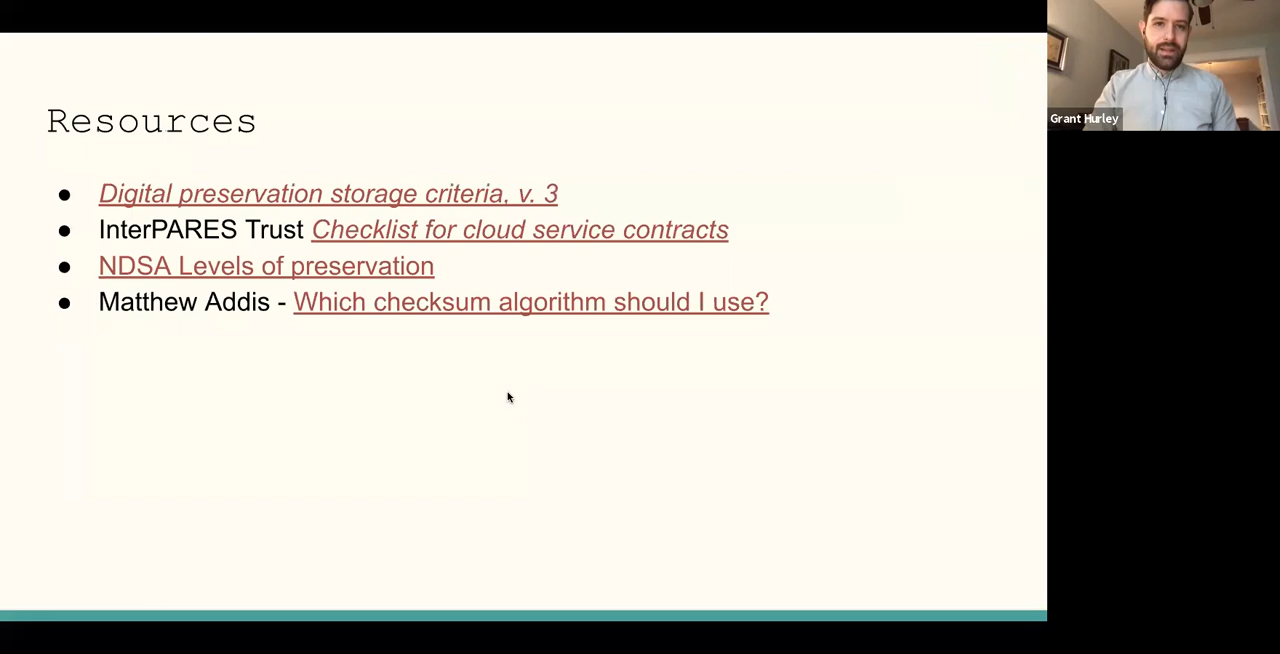 Resources
● Digital preservation storage criteria, v. 3
● InterPARES Trust Checklist for cloud service contracts
● NDSA Levels of preservation
● Matthew Addis - Which checksum algorithm should I use?
Grant Hurley